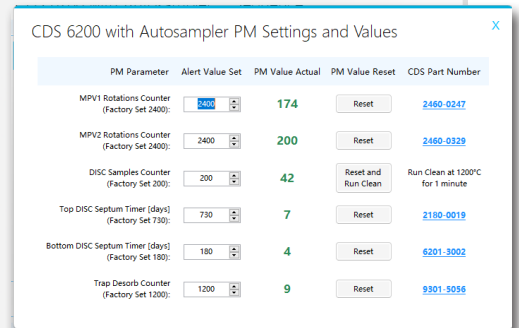 CDS 6200 with Autosampler PM Settings and Values
X
PM Parameter Alert Value Set PM Value Actual PM Value Reset CDS Part Number
MPV1 Rotations Counter
(Factory Set 2400):
2400 174 Reset 2460-0247
MPV2 Rotations Counter
(Factory Set 2400):
2400 200 Reset 2460-0329
DISC Samples Counter
(Factory Set 200):
200 42 Reset and
Run Clean
Run Clean at 1200°C
for 1 minute
Top DISC Septum Timer [days]
(Factory Set 730):
730 7 Reset 2180-0019
Bottom DISC Septum Timer [days]
(Factory Set 180):
180 4 Reset 6201-3002
Trap Desorb Counter
(Factory Set 1200):
1200 9 Reset 9301-5056